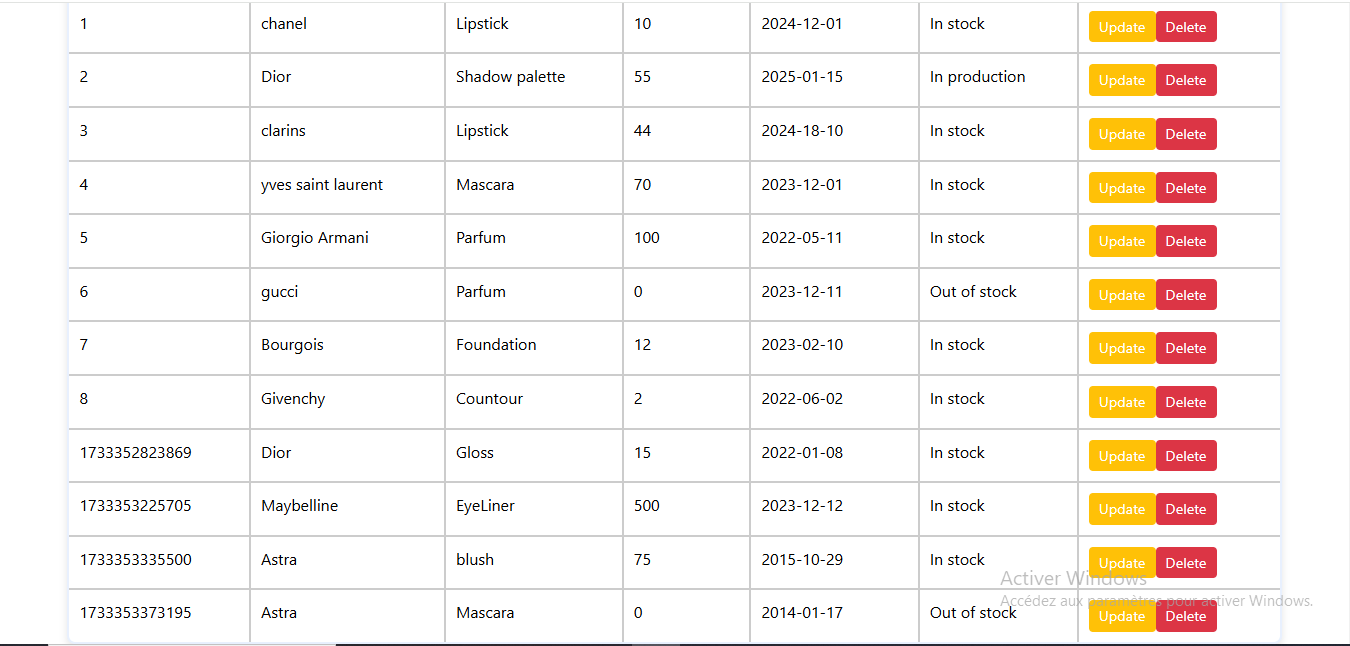 1 chanel Lipstick 10 2024-12-01 In stock Update Delete
2 Dior Shadow palette 55 2025-01-15 In production Update Delete
3 clarins Lipstick 44 2024-18-10 In stock Update Delete
4 yves saint laurent Mascara 70 2023-12-01 In stock Update Delete
5 Giorgio Armani Parfum 100 2022-05-11 In stock Update Delete
6 gucci Parfum 0 2023-12-11 Out of stock Update Delete
7 Bourgois Foundation 12 2023-02-10 In stock Update Delete
8 Givenchy Countour 2 2022-06-02 In stock Update Delete
1733352823869 Dior Gloss 15 2022-01-08 In stock Update Delete
1733353225705 Maybelline EyeLiner 500 2023-12-12 In stock Update Delete
1733353335500 Astra blush 75 2015-10-29 In stock Update Delete
Activer Windows
Accédez aux paramètres pour activer Windows.
1733353373195 Astra Mascara 0 2014-01-17 Out of stock Update Delete